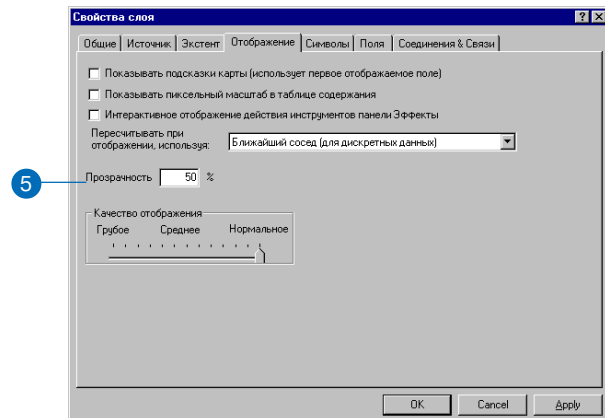 Свойства слоя
Общие Источник Экстент Отображение Символы Поля Соединения & Связи
Показывать подсказки карты (использует первое отображаемое поле)
Показывать пиксельный масштаб в таблице содержания
Интерактивное отображение действия инструментов панели Эффекты
Пересчитывать при
отображении, используя:
Ближайший сосед (для дискретных данных)
5
Прозрачность 50 %
Качество отображения
Грубое Среднее Нормальное
OK Cancel Apply